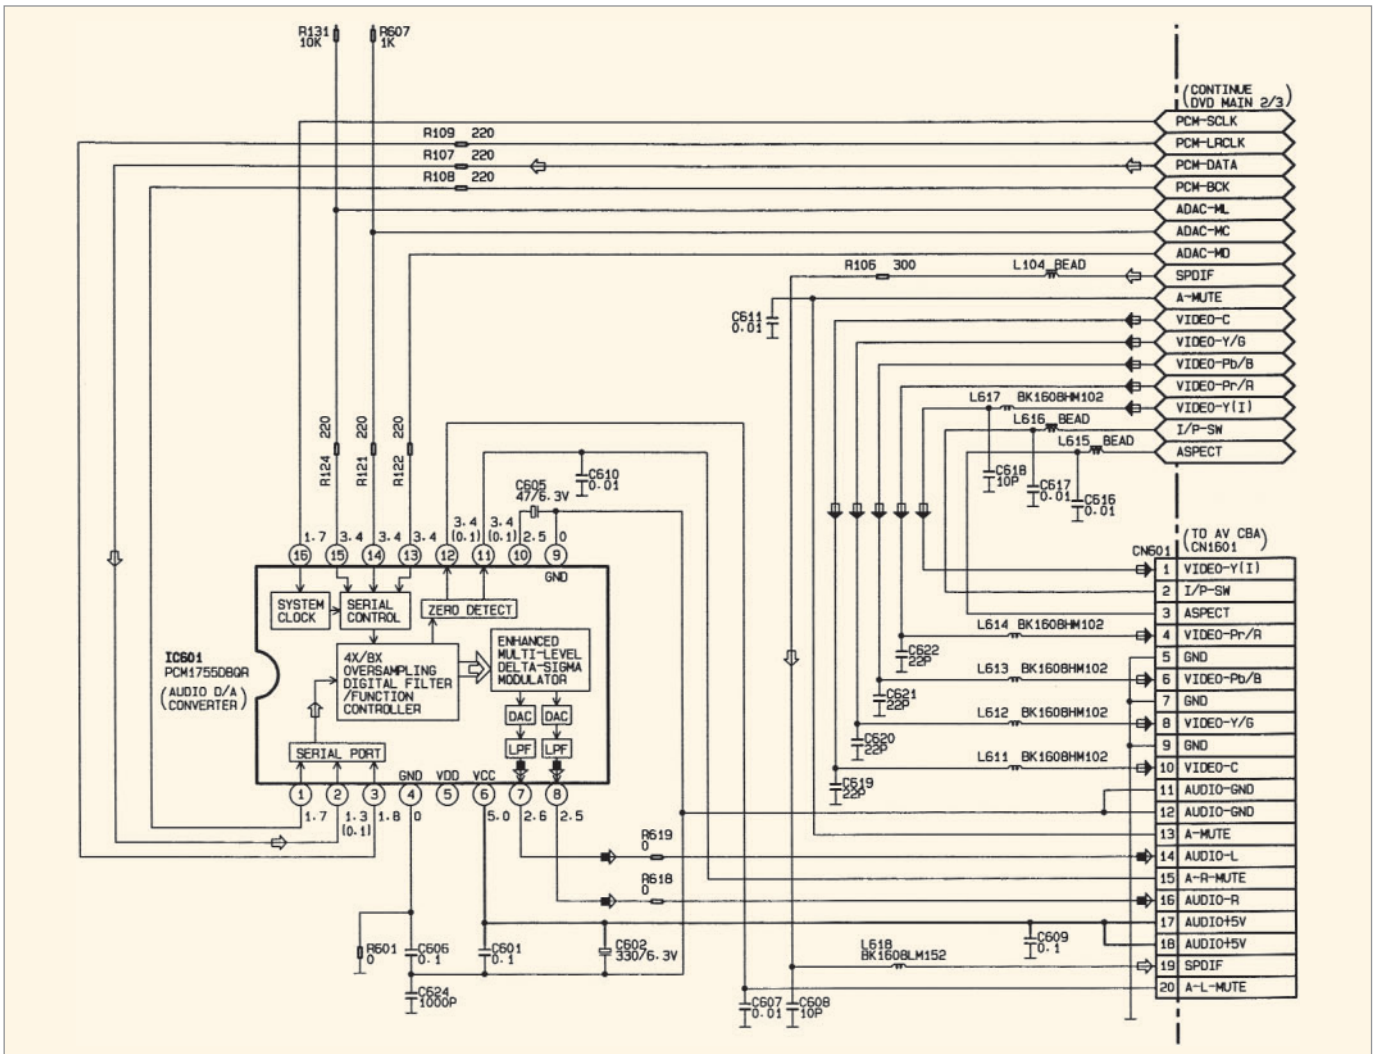 R131
10K
R607
1K
(CONTINUE
DVD MAIN 2/3)
PCM-SCLK
R109 220
PCM-LRCLK
R107 220
PCM-DATA
R108 220
PCM-BCK
ADAC-ML
ADAC-MC
ADAC-MD
R106 300
L104 BEAD
SPDIF
A-MUTE
C611
0.01
VIDEO-C
VIDEO-Y/G
VIDEO-Pb/B
VIDEO-Pr/R
L617 BK1608HM102
VIDEO-Y(I)
L616 BEAD
I/P-SW
L615 BEAD
ASPECT
R124 220
R121 220
R122 220
C618
10P
C617
0.01
C616
0.01
C610
0.01
C605
47/6.3V
1.7
3.4
3.4
3.4
3.4
(0.1)
3.4
(0.1)
2.5
0
16 15 14 13 12 11 10 9
GND
SYSTEM
CLOCK
SERIAL
CONTROL
ZERO DETECT
IC601
PCM1755DBQR
(AUDIO D/A
CONVERTER)
4X/8X
OVERSAMPLING
DIGITAL FILTER
/FUNCTION
CONTROLLER
ENHANCED
MULTI-LEVEL
DELTA-SIGMA
MODULATOR
DAC DAC
LPF LPF
SERIAL PORT
GND VDD VCC
1 2 3 4 5 6 7 8
1.7
1.3
(0.1)
1.8
0
5.0
2.6
2.5
(TO AV CBA)
CN1601
CN601
1 VIDEO-Y(I)
2 I/P-SW
3 ASPECT
L614 BK1608HM102
4 VIDEO-Pr/R
C622
22P
5 GND
L613 BK1608HM102
6 VIDEO-Pb/B
C621
22P
7 GND
L612 BK1608HM102
8 VIDEO-Y/G
C620
22P
9 GND
L611 BK1608HM102
10 VIDEO-C
C619
22P
11 AUDIO-GND
12 AUDIO-GND
13 A-MUTE
R619
0
14 AUDIO-L
15 A-R-MUTE
R618
0
16 AUDIO-R
17 AUDIO+5V
18 AUDIO+5V
R601
0
C606
0.1
C601
0.1
C602
330/6.3V
C609
0.1
L618
BK1608LM152
19 SPDIF
20 A-L-MUTE
C624
1000P
C607
0.01
C608
10P